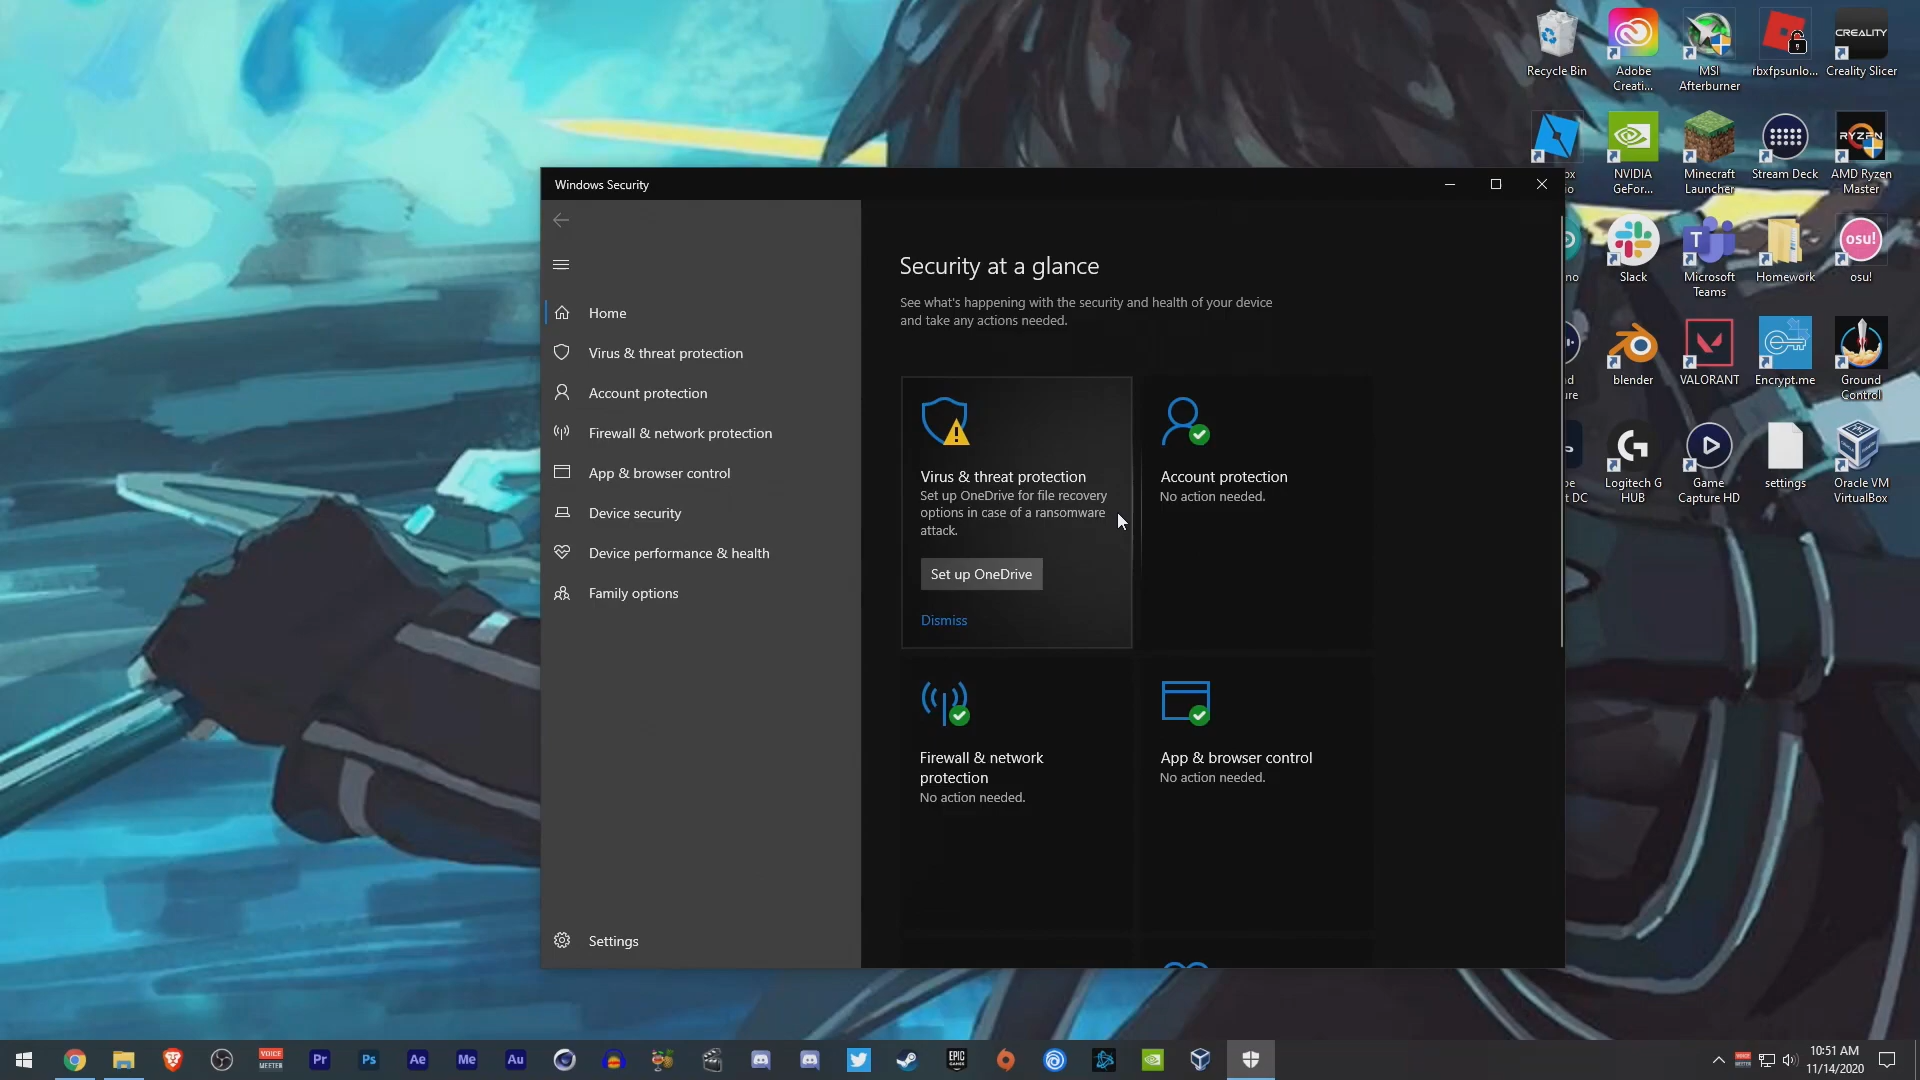 Recycle Bin
Adobe
Creati...
MSI
Afterburner
rbxfpsunlo...
CREALITY
Creality Slicer
NVIDIA
GeFor...
Minecraft
Launcher
Stream Deck
RYZEN
AMD Ryzen
Master
Slack
Microsoft
Teams
Homework
osu!
osu!
blender
VALORANT
Encrypt.me
Ground
Control
Logitech G
HUB
Game
Capture HD
settings
Oracle VM
VirtualBox
Windows Security
Home
Virus & threat protection
Account protection
Firewall & network protection
App & browser control
Device security
Device performance & health
Family options
Settings
Security at a glance
See what's happening with the security and health of your device
and take any actions needed.
Virus & threat protection
Set up OneDrive for file recovery
options in case of a ransomware
attack.
Set up OneDrive
Dismiss
Account protection
No action needed.
Firewall & network
protection
No action needed.
App & browser control
No action needed.
VOICE
MEETER
Pr
Ps
Ae
Me
Au
EPIC
GAMES
10:51 AM
11/14/2020